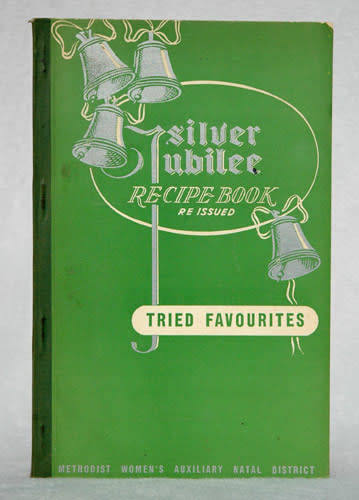 silver
Jubilee
RECIPE BOOK
RE ISSUED
TRIED FAVOURITES
METHODIST WOMEN'S AUXILIARY NATAL DISTRICT